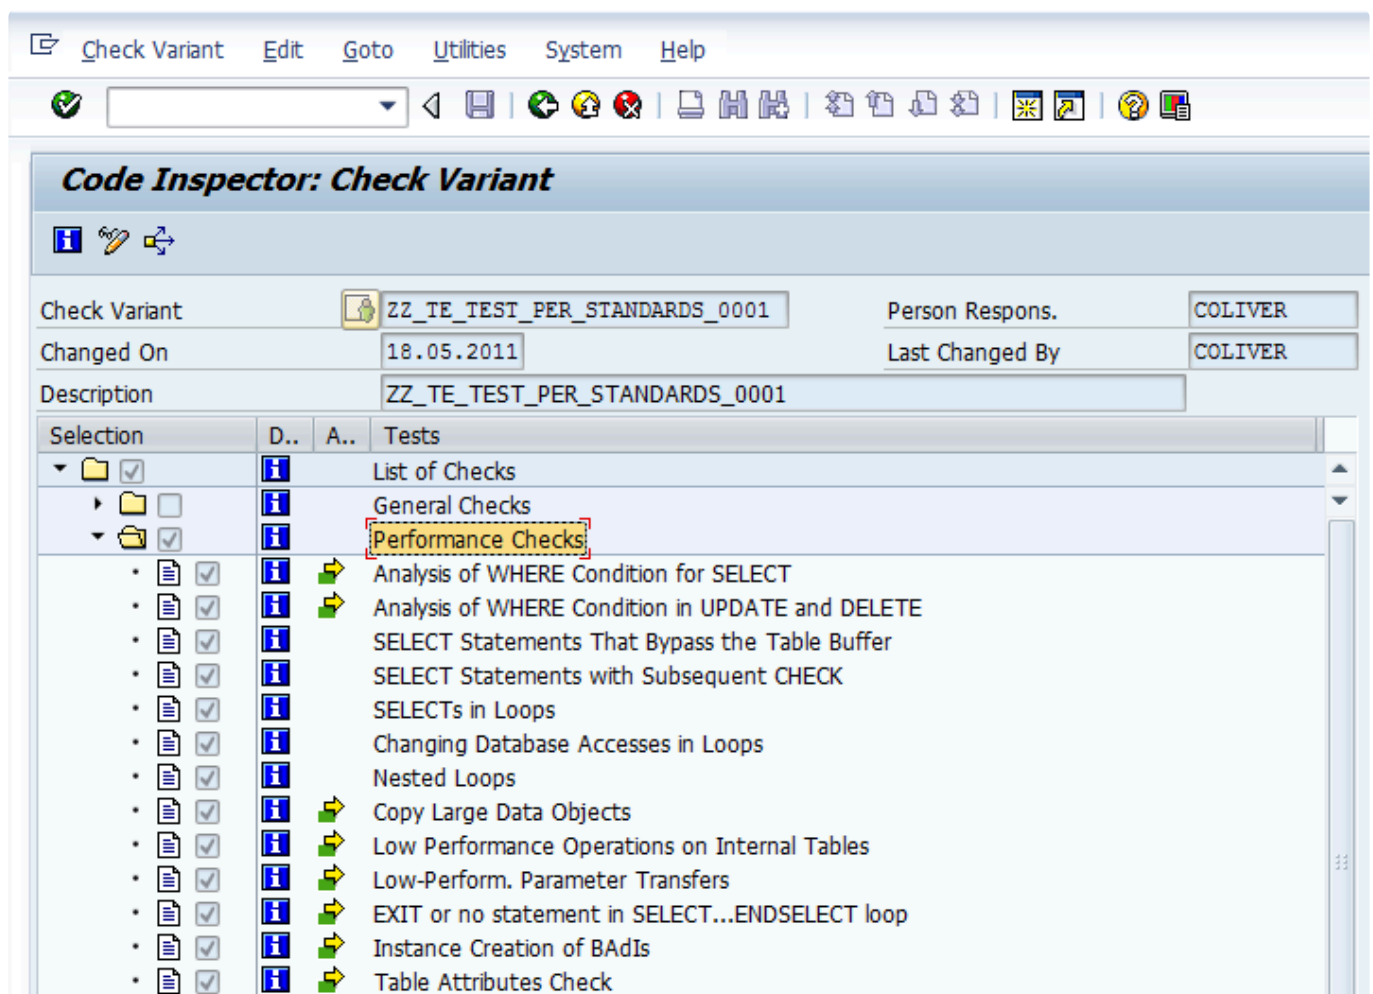 Check Variant Edit Goto Utilities System Help
Code Inspector: Check Variant
Check Variant ZZ_TE_TEST_PER_STANDARDS_0001 Person Respons. COLIVER
Changed On 18.05.2011 Last Changed By COLIVER
Description ZZ_TE_TEST_PER_STANDARDS_0001
Selection D.. A.. Tests
List of Checks
General Checks
Performance Checks
Analysis of WHERE Condition for SELECT
Analysis of WHERE Condition in UPDATE and DELETE
SELECT Statements That Bypass the Table Buffer
SELECT Statements with Subsequent CHECK
SELECTs in Loops
Changing Database Accesses in Loops
Nested Loops
Copy Large Data Objects
Low Performance Operations on Internal Tables
Low-Perform. Parameter Transfers
EXIT or no statement in SELECT...ENDSELECT loop
Instance Creation of BAdIs
Table Attributes Check